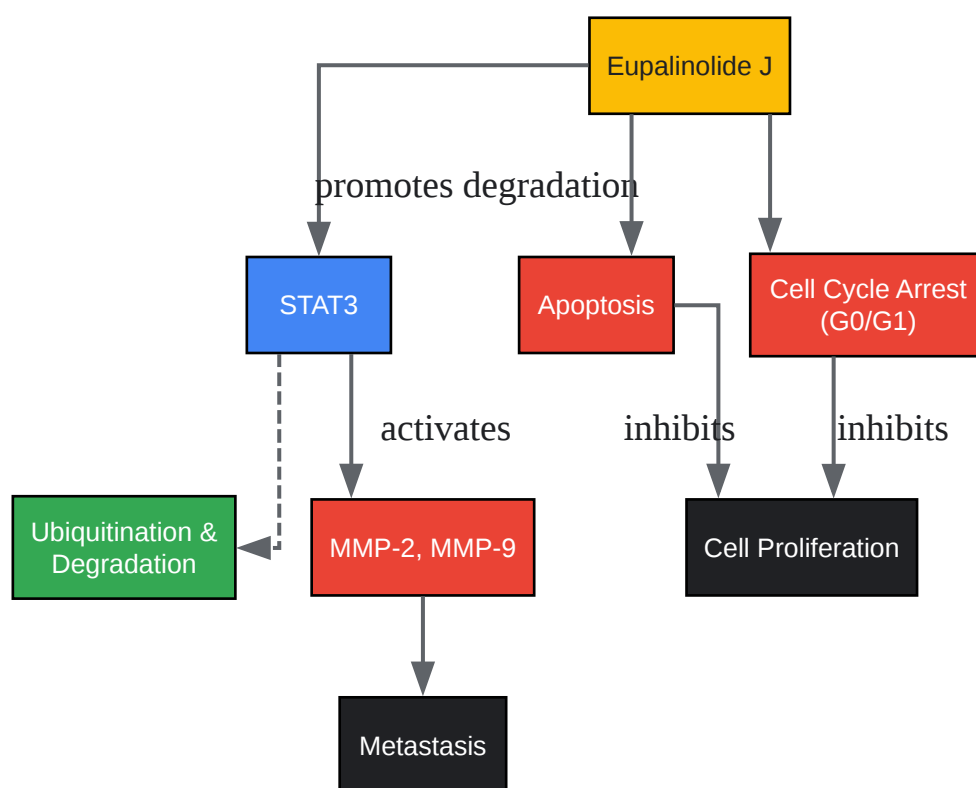 Eupalinolide J
promotes degradation
STAT3
Apoptosis
Cell Cycle Arrest
(G0/G1)
activates
inhibits
inhibits
Ubiquitination &
Degradation
MMP-2, MMP-9
Cell Proliferation
Metastasis